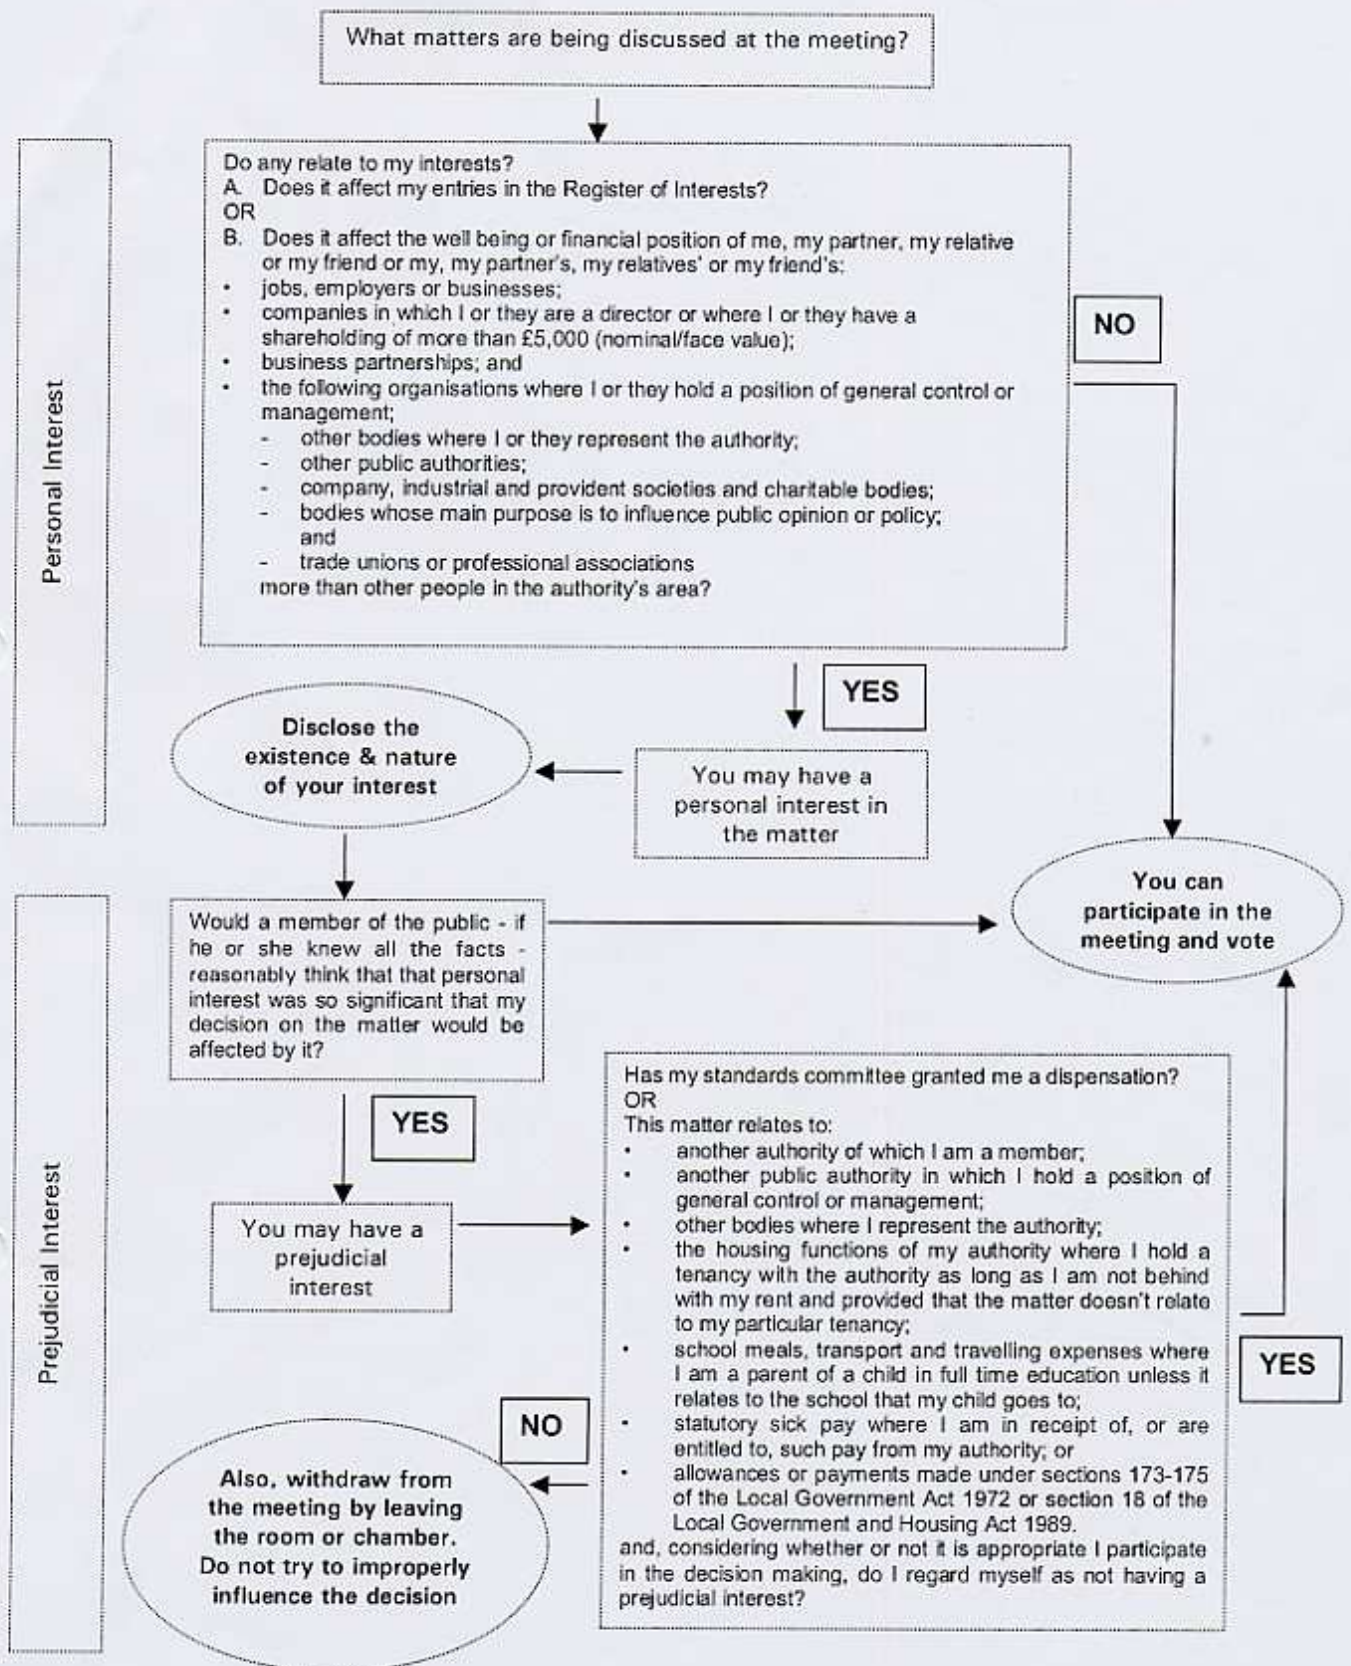 What matters are being discussed at the meeting?
Personal Interest
Do any relate to my interests?
A. Does it affect my entries in the Register of Interests?
OR
B. Does it affect the well being or financial position of me, my partner, my relative
or my friend or my, my partner's, my relatives' or my friend's:
• jobs, employers or businesses;
• companies in which I or they are a director or where I or they have a
shareholding of more than £5,000 (nominal/face value);
• business partnerships; and
• the following organisations where I or they hold a position of general control or
management;
- other bodies where I or they represent the authority;
- other public authorities;
- company, industrial and provident societies and charitable bodies;
- bodies whose main purpose is to influence public opinion or policy;
and
- trade unions or professional associations
more than other people in the authority's area?
NO
YES
Disclose the
existence & nature
of your interest
You may have a
personal interest in
the matter
You can
participate in the
meeting and vote
Prejudicial Interest
Would a member of the public - if
he or she knew all the facts -
reasonably think that that personal
interest was so significant that my
decision on the matter would be
affected by it?
YES
You may have a
prejudicial
interest
Has my standards committee granted me a dispensation?
OR
This matter relates to:
• another authority of which I am a member;
• another public authority in which I hold a position of
general control or management;
• other bodies where I represent the authority;
• the housing functions of my authority where I hold a
tenancy with the authority as long as I am not behind
with my rent and provided that the matter doesn't relate
to my particular tenancy;
• school meals, transport and travelling expenses where
I am a parent of a child in full time education unless it
relates to the school that my child goes to;
• statutory sick pay where I am in receipt of, or are
entitled to, such pay from my authority; or
• allowances or payments made under sections 173-175
of the Local Government Act 1972 or section 18 of the
Local Government and Housing Act 1989.
and, considering whether or not it is appropriate I participate
in the decision making, do I regard myself as not having a
prejudicial interest?
YES
NO
Also, withdraw from
the meeting by leaving
the room or chamber.
Do not try to improperly
influence the decision